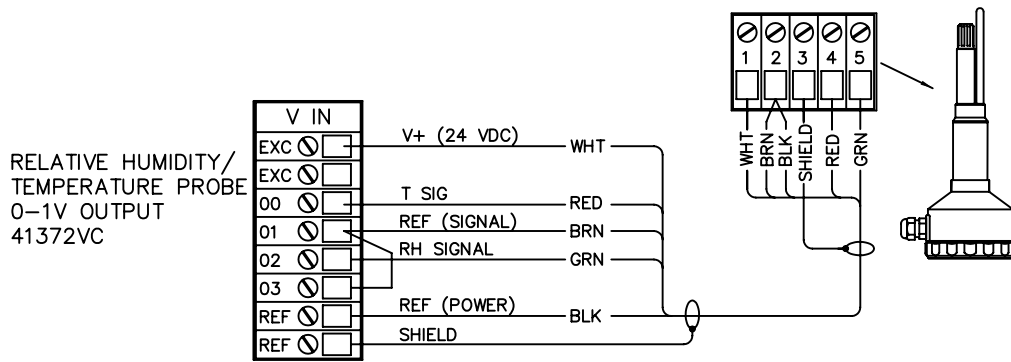 1 2 3 4 5
WHT BRN BLK SHIELD RED GRN
RELATIVE HUMIDITY/
TEMPERATURE PROBE
0-1V OUTPUT
41372VC
V IN
EXC V+ (24 VDC) WHT
EXC
00 T SIG RED
01 REF (SIGNAL) BRN
02 RH SIGNAL GRN
03
REF REF (POWER) BLK
REF SHIELD